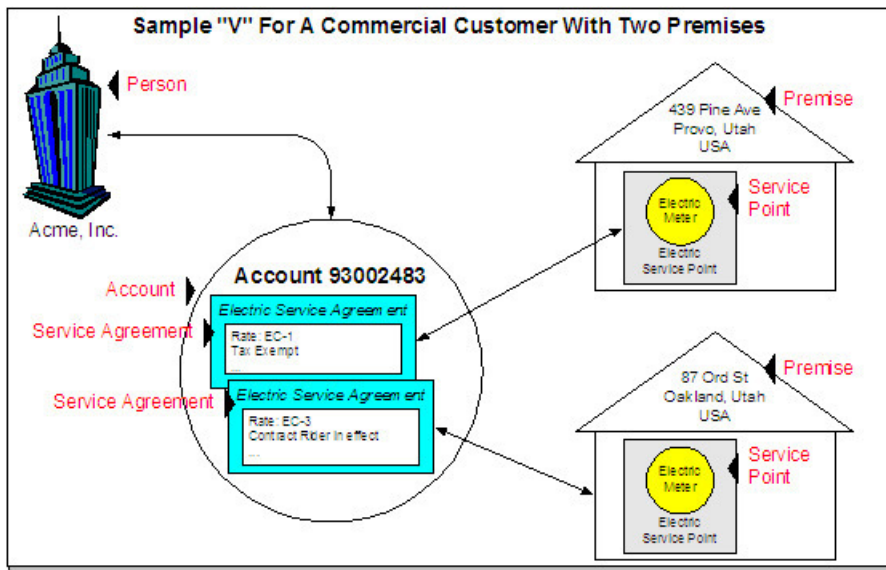 Sample "V" For A Commercial Customer With Two Premises
Person
Acme, Inc.
Account 93002483
Account
Electric Service Agreement
Service Agreement
Rate: EC-1
Tax Exempt
...
Service Agreement
Electric Service Agreement
Rate: EC-3
Contract Rider in effect
...
Premise
439 Pine Ave
Provo, Utah
USA
Service
Point
Electric
Meter
Electric
Service Point
Premise
87 Ord St
Oakland, Utah
USA
Service
Point
Electric
Meter
Electric
Service Point